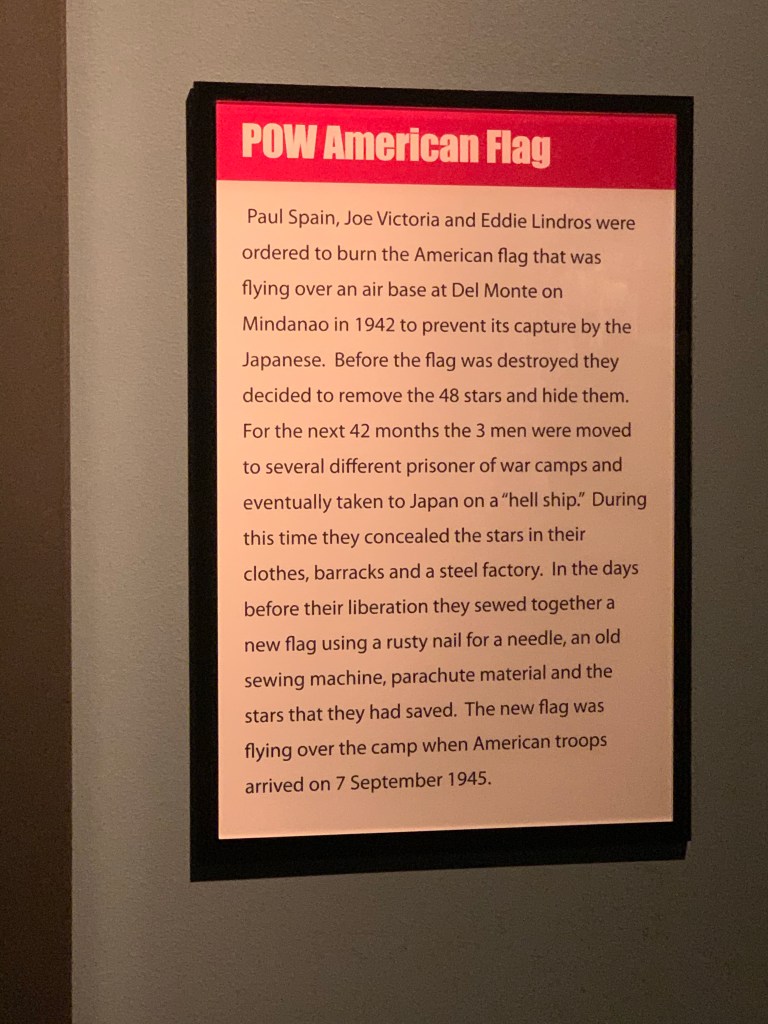 POW American Flag
Paul Spain, Joe Victoria and Eddie Lindros were
ordered to burn the American flag that was
flying over an air base at Del Monte on
Mindanao in 1942 to prevent its capture by the
Japanese.  Before the flag was destroyed they
decided to remove the 48 stars and hide them.
For the next 42 months the 3 men were moved
to several different prisoner of war camps and
eventually taken to Japan on a “hell ship.”  During
this time they concealed the stars in their
clothes, barracks and a steel factory.  In the days
before their liberation they sewed together a
new flag using a rusty nail for a needle, an old
sewing machine, parachute material and the
stars that they had saved.  The new flag was
flying over the camp when American troops
arrived on 7 September 1945.